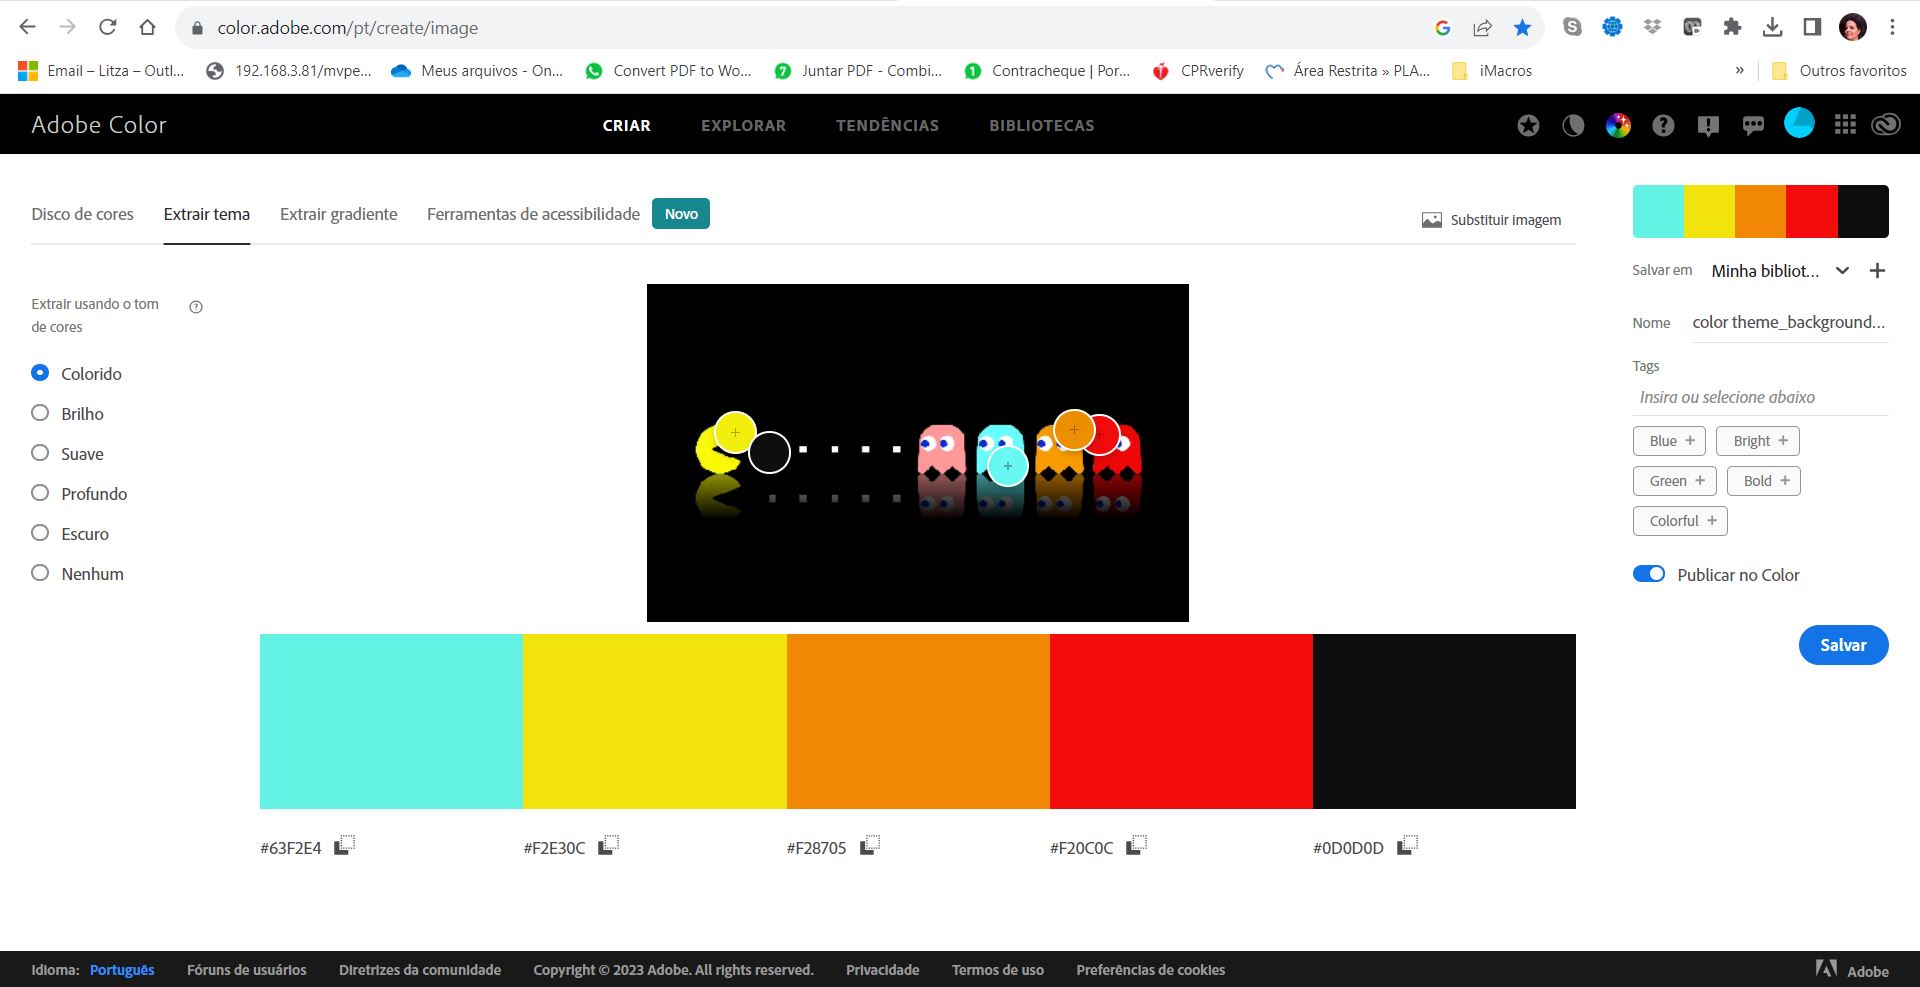 color.adobe.com/pt/create/image
Email – Litza – Outl...
192.168.3.81/mvpe...
Meus arquivos - On...
Convert PDF to Wo...
7
Juntar PDF - Combi...
1
Contracheque | Por...
CPRverify
Área Restrita » PLA...
iMacros
»
Outros favoritos
Adobe Color
CRIAR
EXPLORAR
TENDÊNCIAS
BIBLIOTECAS
Disco de cores
Extrair tema
Extrair gradiente
Ferramentas de acessibilidade
Novo
Substituir imagem
Extrair usando o tom
de cores
Colorido
Brilho
Suave
Profundo
Escuro
Nenhum
Salvar em
Minha bibliot...
Nome
color theme_background...
Tags
Insira ou selecione abaixo
Blue +
Bright +
Green +
Bold +
Colorful +
Publicar no Color
Salvar
#63F2E4
#F2E30C
#F28705
#F20C0C
#0D0D0D
Idioma: Português
Fóruns de usuários
Diretrizes da comunidade
Copyright © 2023 Adobe. All rights reserved.
Privacidade
Termos de uso
Preferências de cookies
Adobe